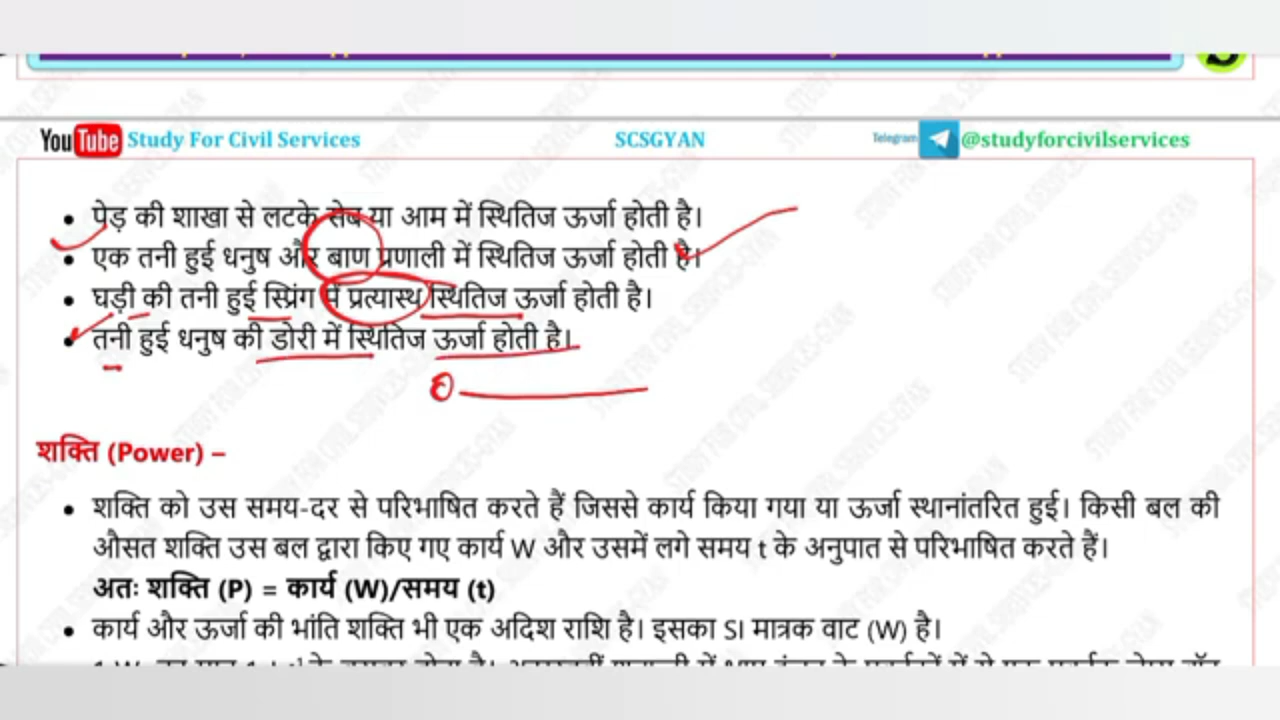 You Tube Study For Civil Services SCSGYAN Telegram @studyforcivilservices
• पेड़ की शाखा से लटके सेब या आम में स्थितिज ऊर्जा होती है।
• एक तनी हुई धनुष और बाण प्रणाली में स्थितिज ऊर्जा होती है।
• घड़ी की तनी हुई स्प्रिंग में प्रत्यास्थ स्थितिज ऊर्जा होती है।
• तनी हुई धनुष की डोरी में स्थितिज ऊर्जा होती है।
शक्ति (Power) –
• शक्ति को उस समय-दर से परिभाषित करते हैं जिससे कार्य किया गया या ऊर्जा स्थानांतरित हुई। किसी बल की
औसत शक्ति उस बल द्वारा किए गए कार्य W और उसमें लगे समय t के अनुपात से परिभाषित करते हैं।
अतः शक्ति (P) = कार्य (W)/समय (t)
• कार्य और ऊर्जा की भांति शक्ति भी एक अदिश राशि है। इसका SI मात्रक वाट (W) है।